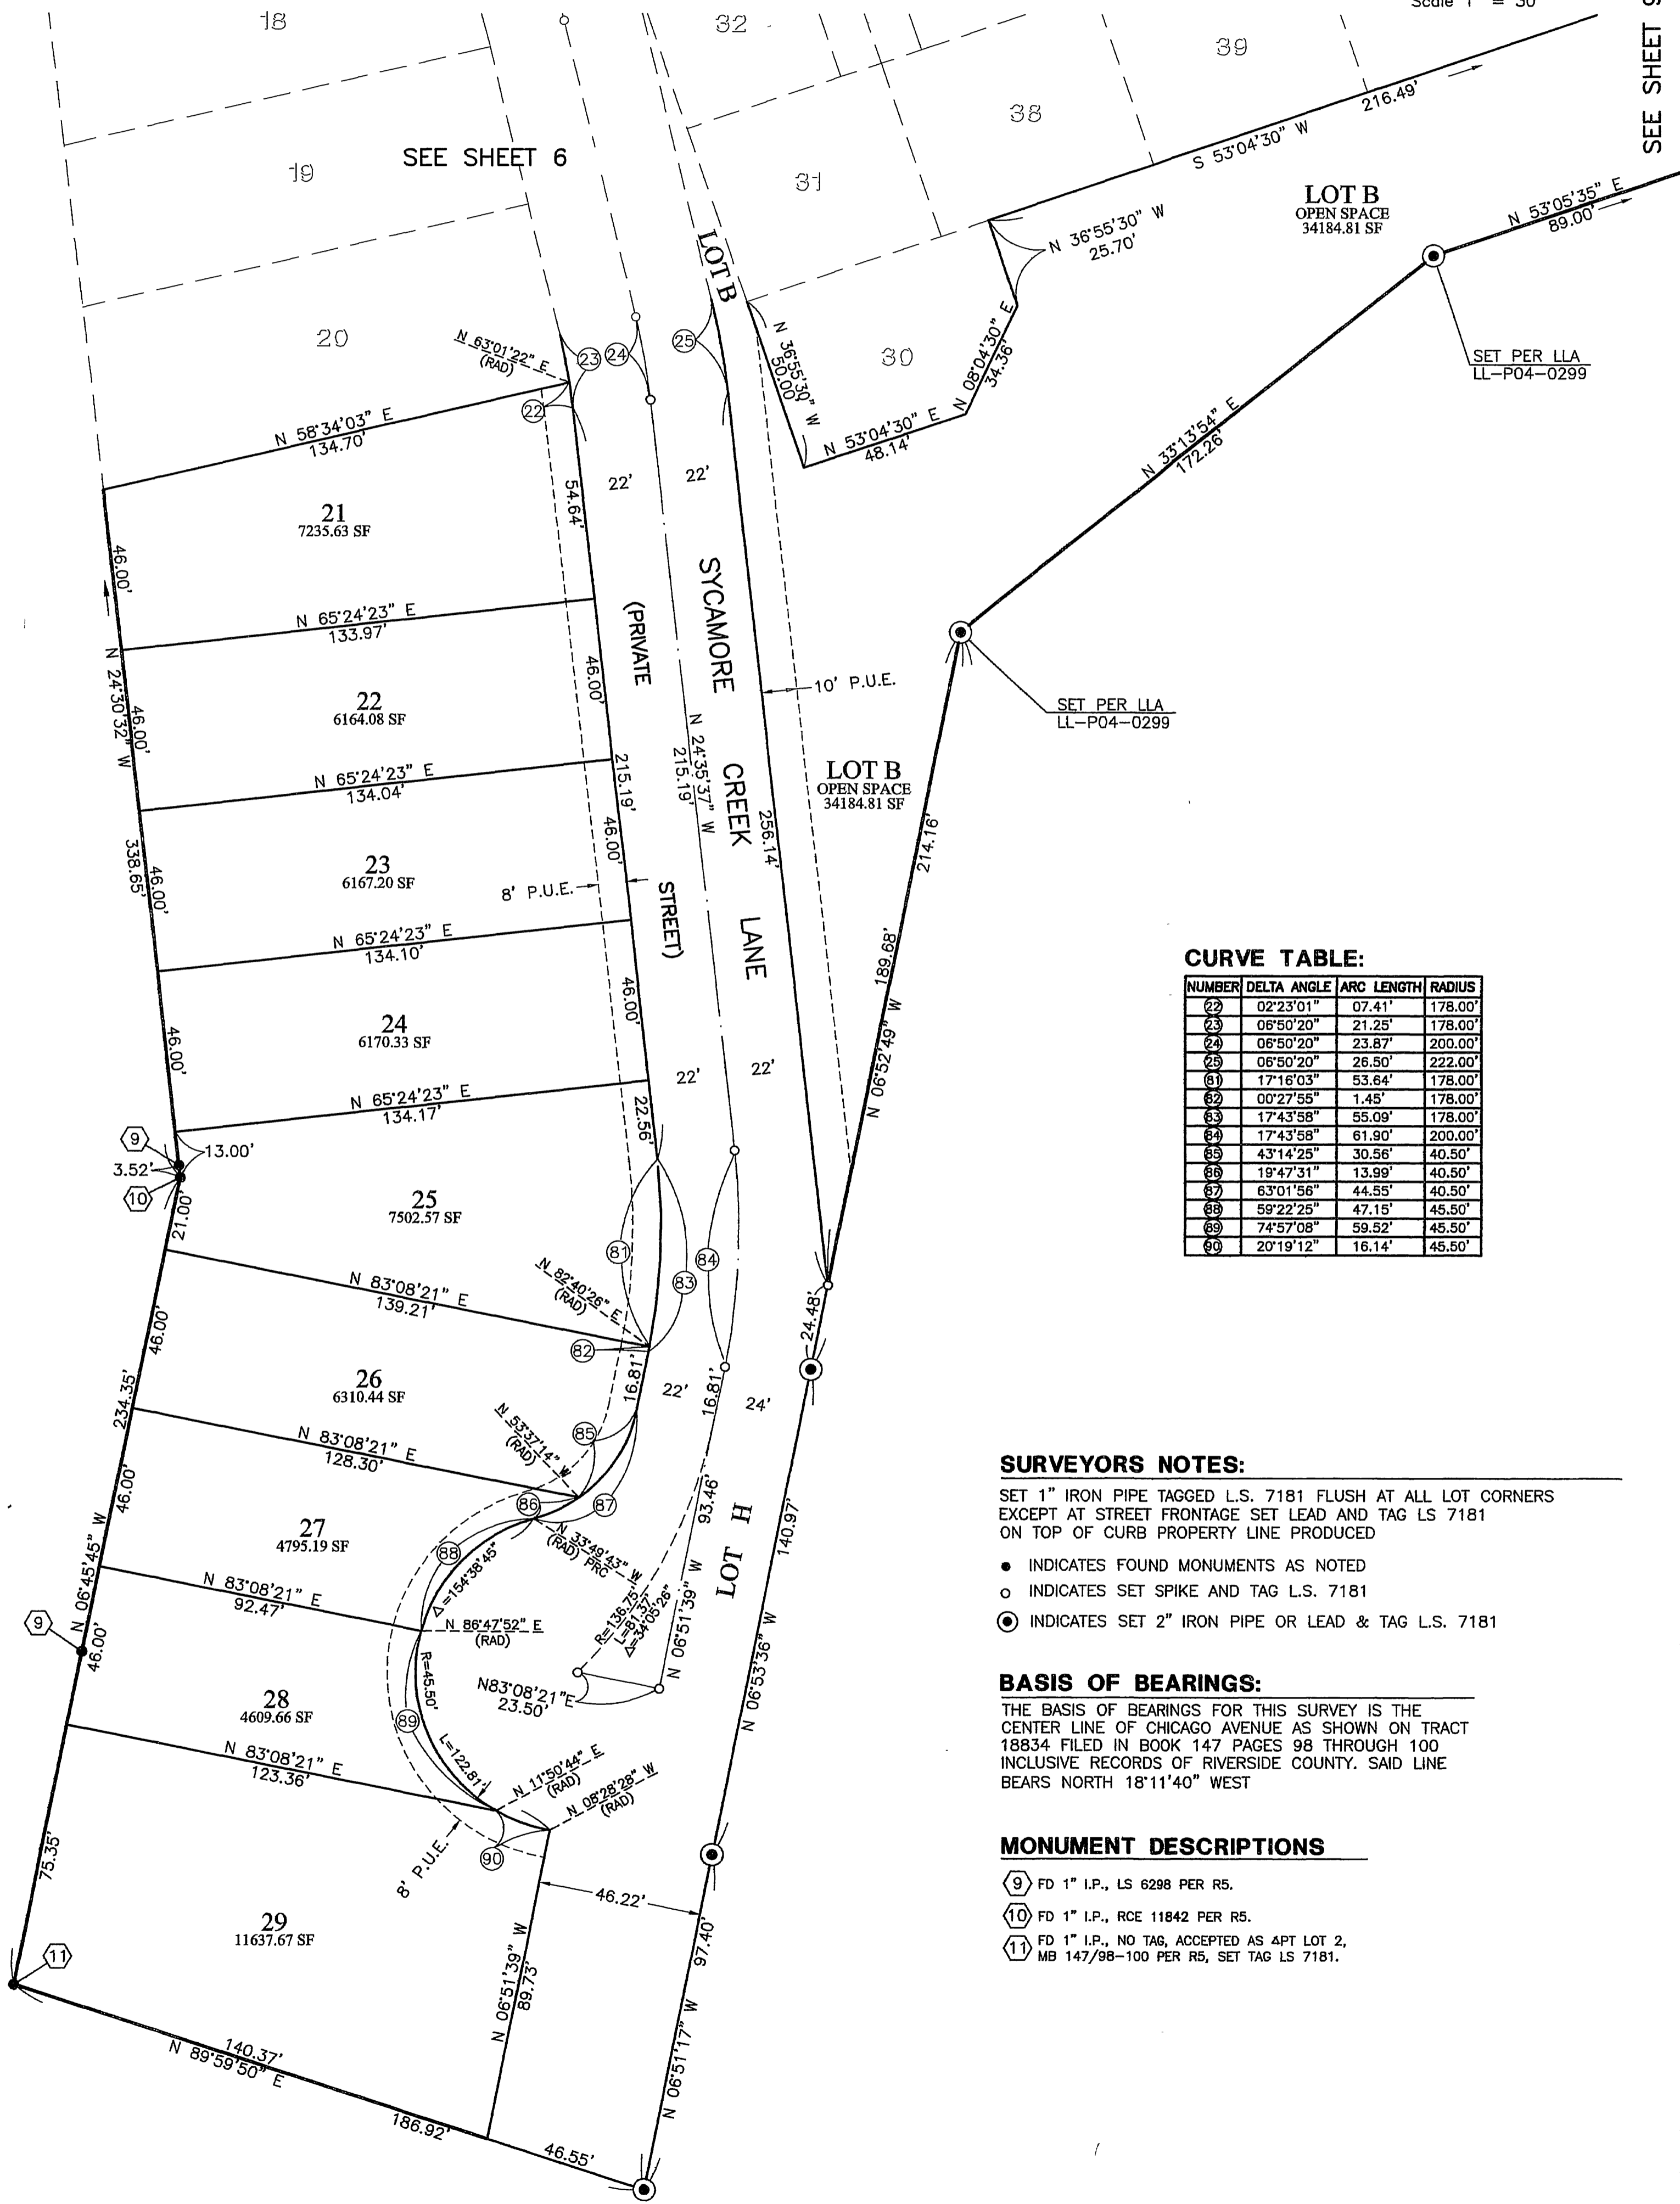 Scale 1" = 30'
SEE SHEET
18
32
39
38
SEE SHEET 6
19
31
216.49'
S 53°04'30" W
LOT B
OPEN SPACE
34184.81 SF
N 53°05'35" E
89.00'
N 36°55'30" W
25.70'
LOT B
20
N 63°01'22" E
(RAD)
23
24
25
22
N 36°55'30" W
50.00'
30
N 08°04'30" E
34.36'
N 53°04'30" E
48.14'
SET PER LLA
LL-P04-0299
N 33°13'54" E
172.26'
N 58°34'03" E
134.70'
54.64'
22'
22'
21
7235.63 SF
46.00'
N 65°24'23" E
133.97'
SYCAMORE CREEK LANE
(PRIVATE STREET)
N 24°30'32" W
338.65'
46.00'
22
6164.08 SF
46.00'
N 24°35'37" W
215.19'
10' P.U.E.
SET PER LLA
LL-P04-0299
N 65°24'23" E
134.04'
215.19'
LOT B
OPEN SPACE
34184.81 SF
256.14'
214.16'
46.00'
23
6167.20 SF
46.00'
8' P.U.E.
N 65°24'23" E
134.10'
189.68'
N 06°52'49" W
46.00'
24
6170.33 SF
46.00'
22'
22'
N 65°24'23" E
134.17'
22.56'
9
13.00'
3.52'
10
21.00'
25
7502.57 SF
81
83
84
N 82°40'26" E
(RAD)
N 83°08'21" E
139.21'
46.00'
82
24.48'
234.35'
26
6310.44 SF
16.81'
22'
16.81'
24'
N 83°08'21" E
128.30'
N 53°37'14" W
(RAD)
85
86
87
46.00'
N 06°45'45" W
27
4795.19 SF
88
Δ=154°38'45"
N 33°49'43" W
(RAD) PRC
93.46'
N 06°51'39" W
LOT H
140.97'
N 06°53'36" W
R=136.75'
L=81.37'
Δ=34°05'26"
N 83°08'21" E
92.47'
N 86°47'52" E
(RAD)
9
46.00'
R=45.50'
N83°08'21"E
23.50'
28
4609.66 SF
89
L=122.81'
N 83°08'21" E
123.36'
N 11°50'44" E
(RAD)
N 08°28'28" W
(RAD)
90
8' P.U.E.
75.35'
46.22'
29
11637.67 SF
11
N 06°51'39" W
89.73'
97.40'
N 06°51'17" W
140.37'
N 89°59'50" E
186.92'
46.55'
CURVE TABLE:
NUMBER DELTA ANGLE ARC LENGTH RADIUS
22 02°23'01" 07.41' 178.00'
23 06°50'20" 21.25' 178.00'
24 06°50'20" 23.87' 200.00'
25 06°50'20" 26.50' 222.00'
81 17°16'03" 53.64' 178.00'
82 00°27'55" 1.45' 178.00'
83 17°43'58" 55.09' 178.00'
84 17°43'58" 61.90' 200.00'
85 43°14'25" 30.56' 40.50'
86 19°47'31" 13.99' 40.50'
87 63°01'56" 44.55' 40.50'
88 59°22'25" 47.15' 45.50'
89 74°57'08" 59.52' 45.50'
90 20°19'12" 16.14' 45.50'
SURVEYORS NOTES:
SET 1" IRON PIPE TAGGED L.S. 7181 FLUSH AT ALL LOT CORNERS
EXCEPT AT STREET FRONTAGE SET LEAD AND TAG LS 7181
ON TOP OF CURB PROPERTY LINE PRODUCED
INDICATES FOUND MONUMENTS AS NOTED
INDICATES SET SPIKE AND TAG L.S. 7181
INDICATES SET 2" IRON PIPE OR LEAD & TAG L.S. 7181
BASIS OF BEARINGS:
THE BASIS OF BEARINGS FOR THIS SURVEY IS THE
CENTER LINE OF CHICAGO AVENUE AS SHOWN ON TRACT
18834 FILED IN BOOK 147 PAGES 98 THROUGH 100
INCLUSIVE RECORDS OF RIVERSIDE COUNTY. SAID LINE
BEARS NORTH 18°11'40" WEST
MONUMENT DESCRIPTIONS
9 FD 1" I.P., LS 6298 PER R5.
10 FD 1" I.P., RCE 11842 PER R5.
11 FD 1" I.P., NO TAG, ACCEPTED AS ∆PT LOT 2,
MB 147/98-100 PER R5, SET TAG LS 7181.